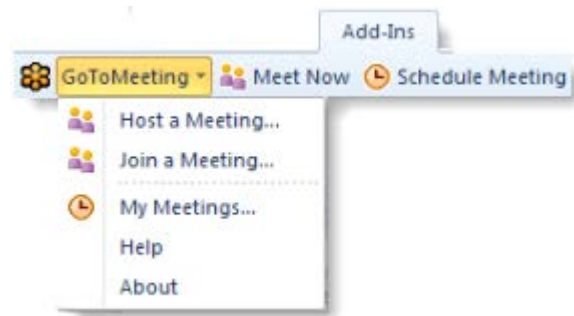 Add-Ins
GoToMeeting Meet Now Schedule Meeting
Host a Meeting...
Join a Meeting...
My Meetings...
Help
About